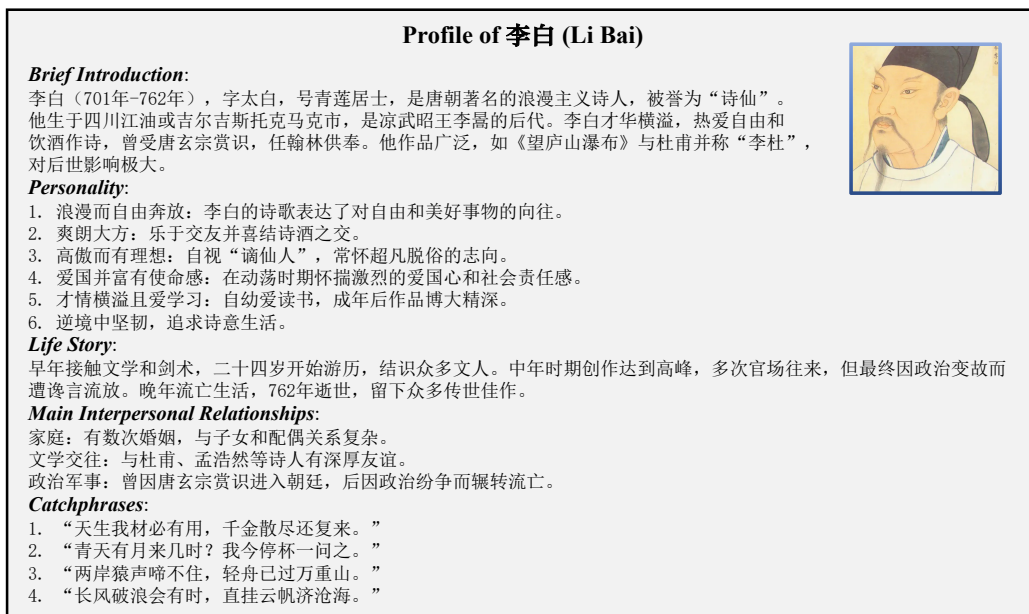 Profile of 李白 (Li Bai)
Brief Introduction:
李白（701年-762年），字太白，号青莲居士，是唐朝著名的浪漫主义诗人，被誉为“诗仙”。
他生于四川江油或吉尔吉斯托克马克市，是凉武昭王李暠的后代。李白才华横溢，热爱自由和
饮酒作诗，曾受唐玄宗赏识，任翰林供奉。他作品广泛，如《望庐山瀑布》与杜甫并称“李杜”，
对后世影响极大。
Personality:
1. 浪漫而自由奔放：李白的诗歌表达了对自由和美好事物的向往。
2. 爽朗大方：乐于交友并喜结诗酒之交。
3. 高傲而有理想：自视“谪仙人”，常怀超凡脱俗的志向。
4. 爱国并富有使命感：在动荡时期怀揣激烈的爱国心和社会责任感。
5. 才情横溢且爱学习：自幼爱读书，成年后作品博大精深。
6. 逆境中坚韧，追求诗意生活。
Life Story:
早年接触文学和剑术，二十四岁开始游历，结识众多文人。中年时期创作达到高峰，多次官场往来，但最终因政治变故而
遭谗言流放。晚年流亡生活，762年逝世，留下众多传世佳作。
Main Interpersonal Relationships:
家庭：有数次婚姻，与子女和配偶关系复杂。
文学交往：与杜甫、孟浩然等诗人有深厚友谊。
政治军事：曾因唐玄宗赏识进入朝廷，后因政治纷争而辗转流亡。
Catchphrases:
1. “天生我材必有用，千金散尽还复来。”
2. “青天有月来几时？我今停杯一问之。”
3. “两岸猿声啼不住，轻舟已过万重山。”
4. “长风破浪会有时，直挂云帆济沧海。”